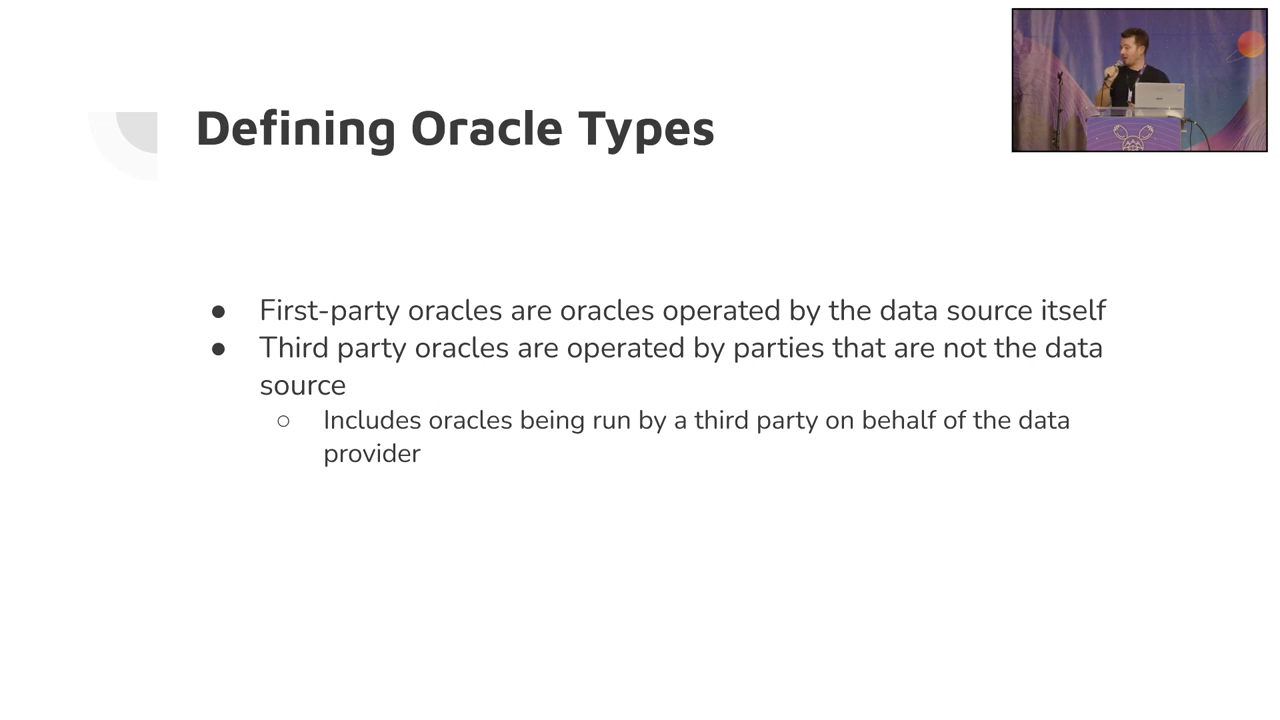 Defining Oracle Types
● First-party oracles are oracles operated by the data source itself
● Third party oracles are operated by parties that are not the data
source
○ Includes oracles being run by a third party on behalf of the data
provider